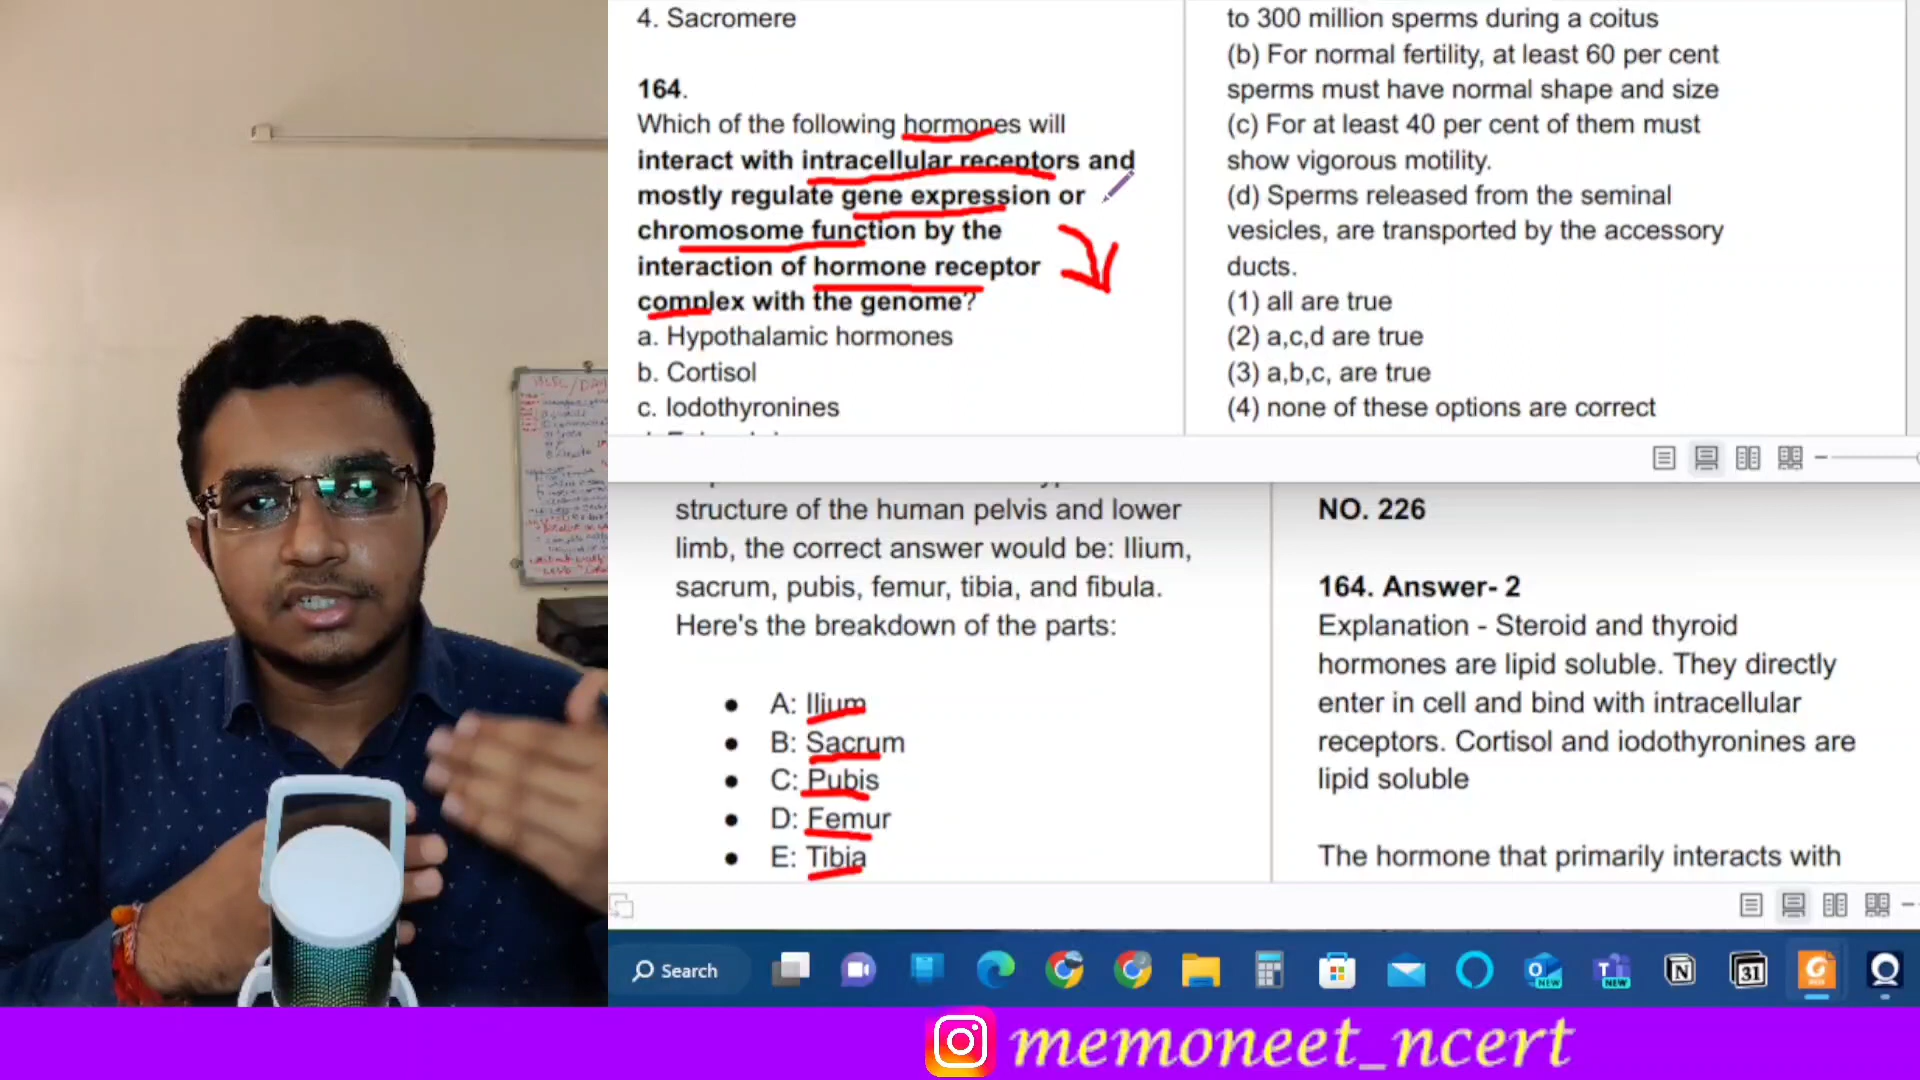 4. Sacromere
164.
Which of the following hormones will
interact with intracellular receptors and
mostly regulate gene expression or
chromosome function by the
interaction of hormone receptor
complex with the genome?
a. Hypothalamic hormones
b. Cortisol
c. Iodothyronines
to 300 million sperms during a coitus
(b) For normal fertility, at least 60 per cent
sperms must have normal shape and size
(c) For at least 40 per cent of them must
show vigorous motility.
(d) Sperms released from the seminal
vesicles, are transported by the accessory
ducts.
(1) all are true
(2) a,c,d are true
(3) a,b,c, are true
(4) none of these options are correct
structure of the human pelvis and lower
limb, the correct answer would be: Ilium,
sacrum, pubis, femur, tibia, and fibula.
Here's the breakdown of the parts:
● A: Ilium
● B: Sacrum
● C: Pubis
● D: Femur
● E: Tibia
NO. 226
164. Answer- 2
Explanation - Steroid and thyroid
hormones are lipid soluble. They directly
enter in cell and bind with intracellular
receptors. Cortisol and iodothyronines are
lipid soluble
The hormone that primarily interacts with
Search
NEW
NEW
31
memoneet_ncert